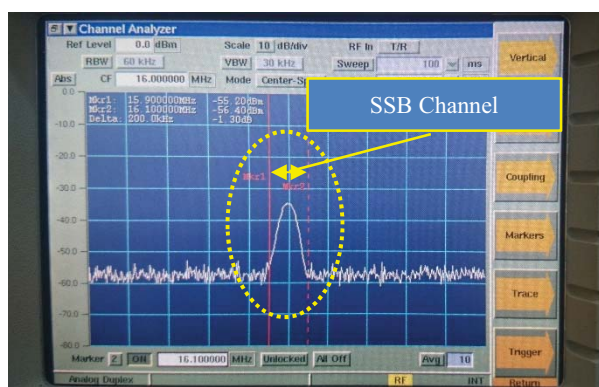 Channel Analyzer
Ref Level 0.0 dBm Scale 10 dB/div RF In T/R
RBW 60 kHz VBW 30 kHz Sweep 100 ms
Abs CF 16.000000 MHz Mode
Vertical
0.0
Mkr1: 15.900000MHz -55.20dBm
Mkr2: 16.100000MHz -56.40dBm
Delta: 200.0kHz -1.30dB
SSB Channel
-10.0
-20.0
Mkr1
Mkr2
Coupling
-30.0
-40.0
Markers
-50.0
-60.0
Trace
-70.0
-80.0
Marker 2 ON 16.100000 MHz Unlocked All Off Avg 10
Trigger
Analog Duplex RF INT Return